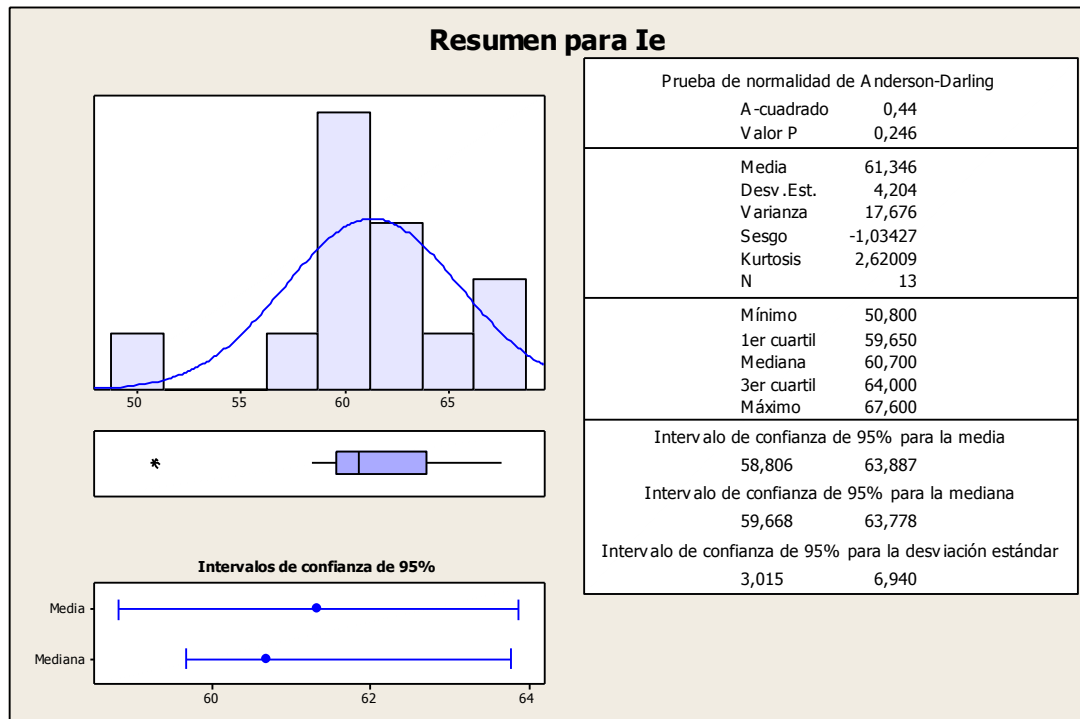 Resumen para Ie
50 55 60 65
Intervalos de confianza de 95%
Media
Mediana
60 62 64
Prueba de normalidad de Anderson-Darling
A-cuadrado 0,44
Valor P 0,246
Media 61,346
Desv.Est. 4,204
Varianza 17,676
Sesgo -1,03427
Kurtosis 2,62009
N 13
Mínimo 50,800
1er cuartil 59,650
Mediana 60,700
3er cuartil 64,000
Máximo 67,600
Intervalo de confianza de 95% para la media
58,806 63,887
Intervalo de confianza de 95% para la mediana
59,668 63,778
Intervalo de confianza de 95% para la desviación estándar
3,015 6,940